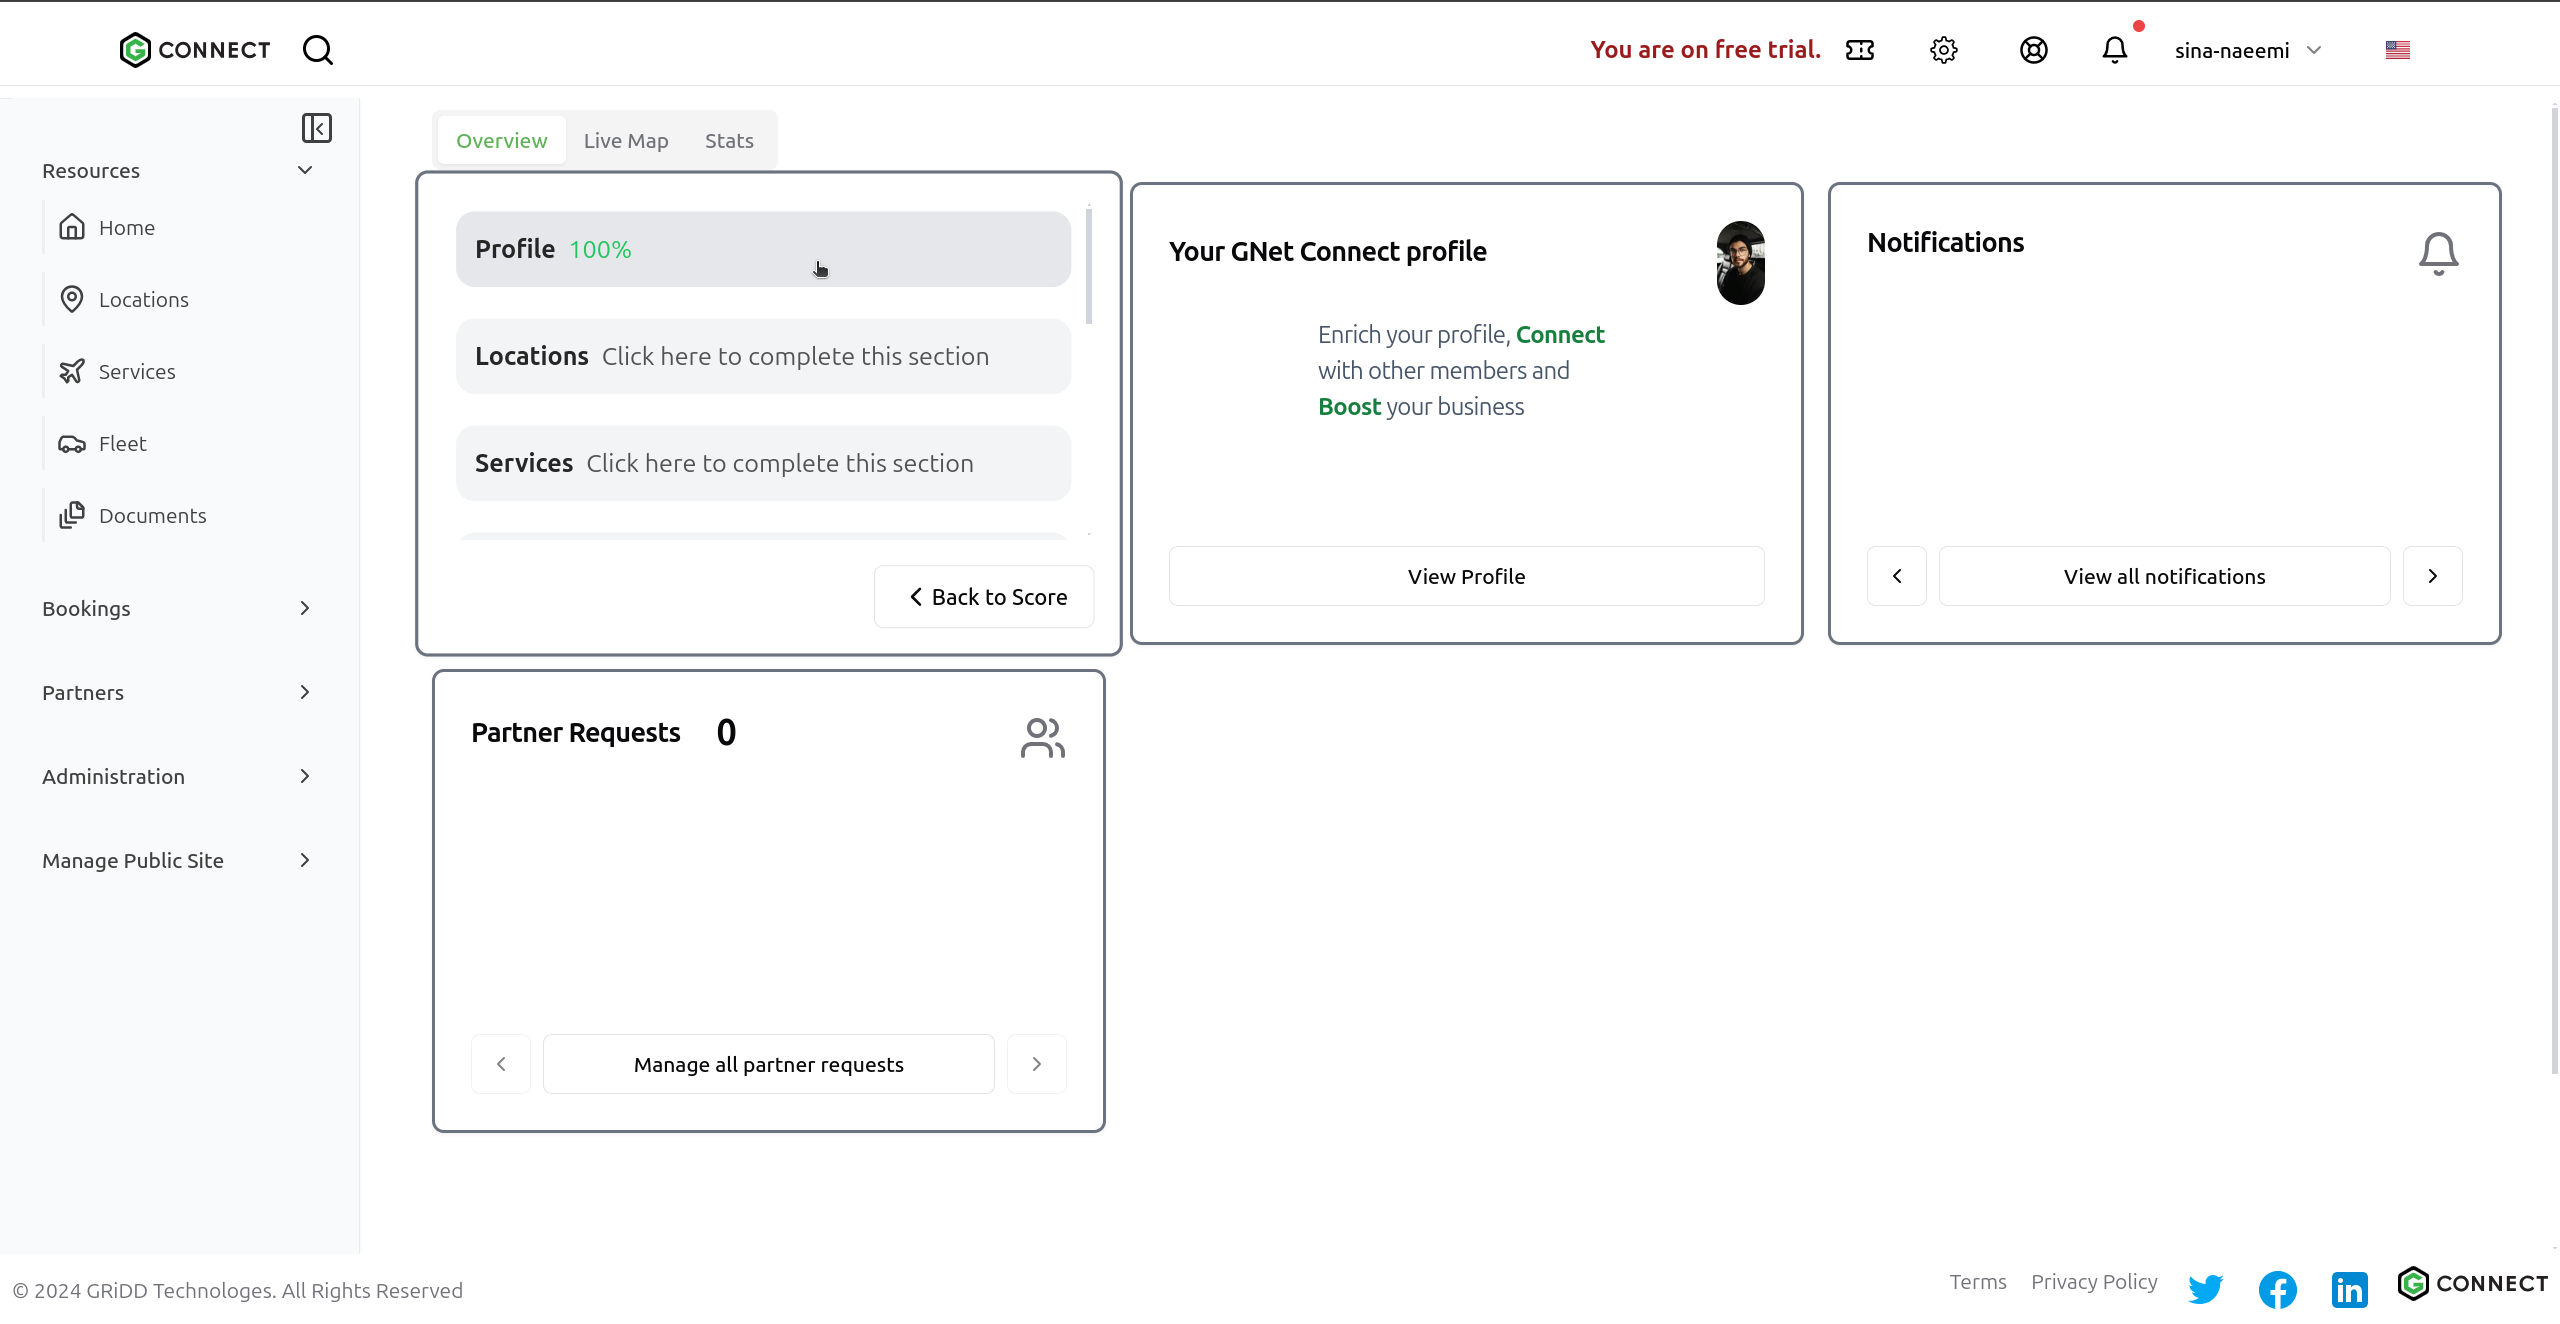 G CONNECT
You are on free trial.
sina-naeemi
Resources
Home
Locations
Services
Fleet
Documents
Bookings
Partners
Administration
Manage Public Site
Overview
Live Map
Stats
Profile 100%
Locations Click here to complete this section
Services Click here to complete this section
Back to Score
Your GNet Connect profile
Enrich your profile, Connect
with other members and
Boost your business
View Profile
Notifications
View all notifications
Partner Requests 0
Manage all partner requests
© 2024 GRiDD Technologes. All Rights Reserved
Terms
Privacy Policy
in
G CONNECT